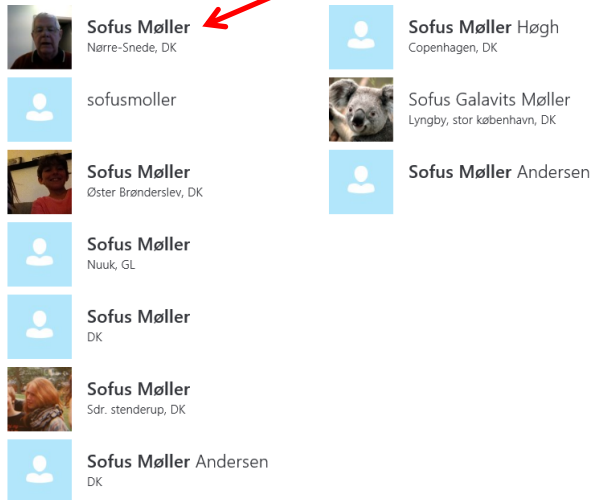 Sofus Møller
Nørre-Snede, DK
sofusmoller
Sofus Møller
Øster Brønderslev, DK
Sofus Møller
Nuuk, GL
Sofus Møller
DK
Sofus Møller
Sdr. stenderup, DK
Sofus Møller Andersen
DK
Sofus Møller Høgh
Copenhagen, DK
Sofus Galavits Møller
Lyngby, stor københavn, DK
Sofus Møller Andersen